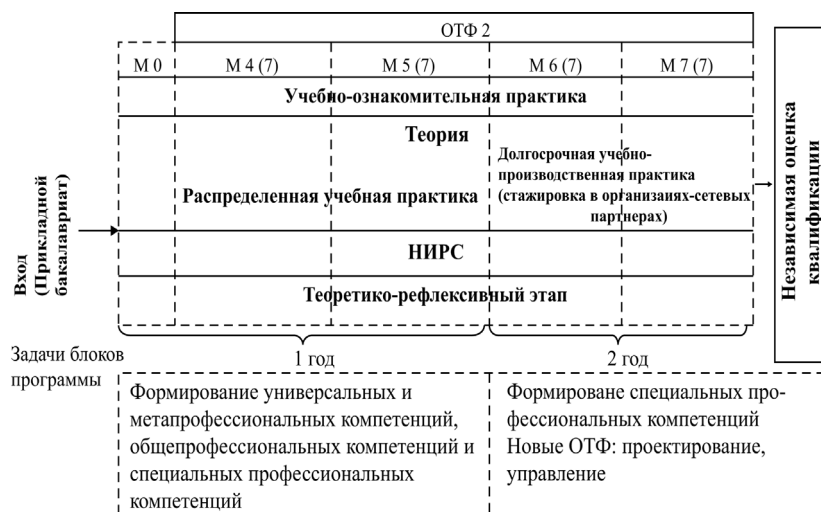 ОТФ 2
М 0
М 4 (7)
М 5 (7)
М 6 (7)
М 7 (7)
Учебно-ознакомительная практика
Теория
Распределенная учебная практика
Долгосрочная учебно-
производственная практика
(стажировка в организаиях-сетевых
партнерах)
НИРС
Теоретико-рефлексивный этап
Вход
(Прикладной
бакалавриат)
Независимая оценка
квалификации
Задачи блоков
программы
1 год
2 год
Формирование универсальных и
метапрофессиональных компетенций,
общепрофессиональных компетенций и
специальных профессиональных
компетенций
Формироване специальных про-
фессиональных компетенций
Новые ОТФ: проектирование,
управление